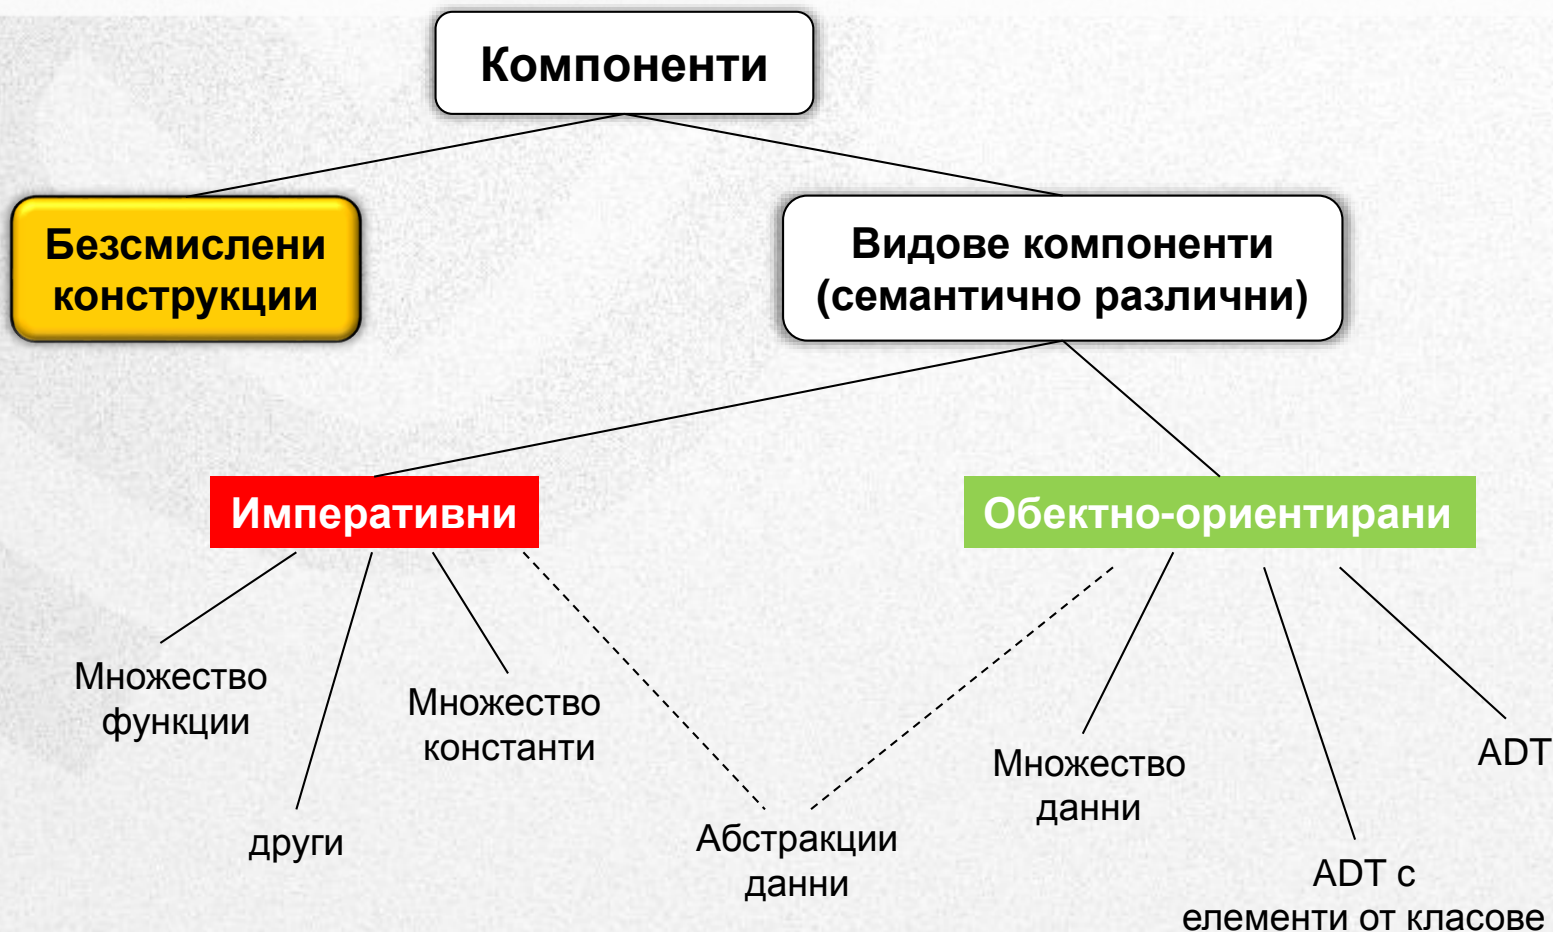 Компоненти
Безсмислени
конструкции
Видове компоненти
(семантично различни)
Императивни
Обектно-ориентирани
Множество
функции
Множество
константи
други
Абстракции
данни
Множество
данни
ADT
ADT с
елементи от класове